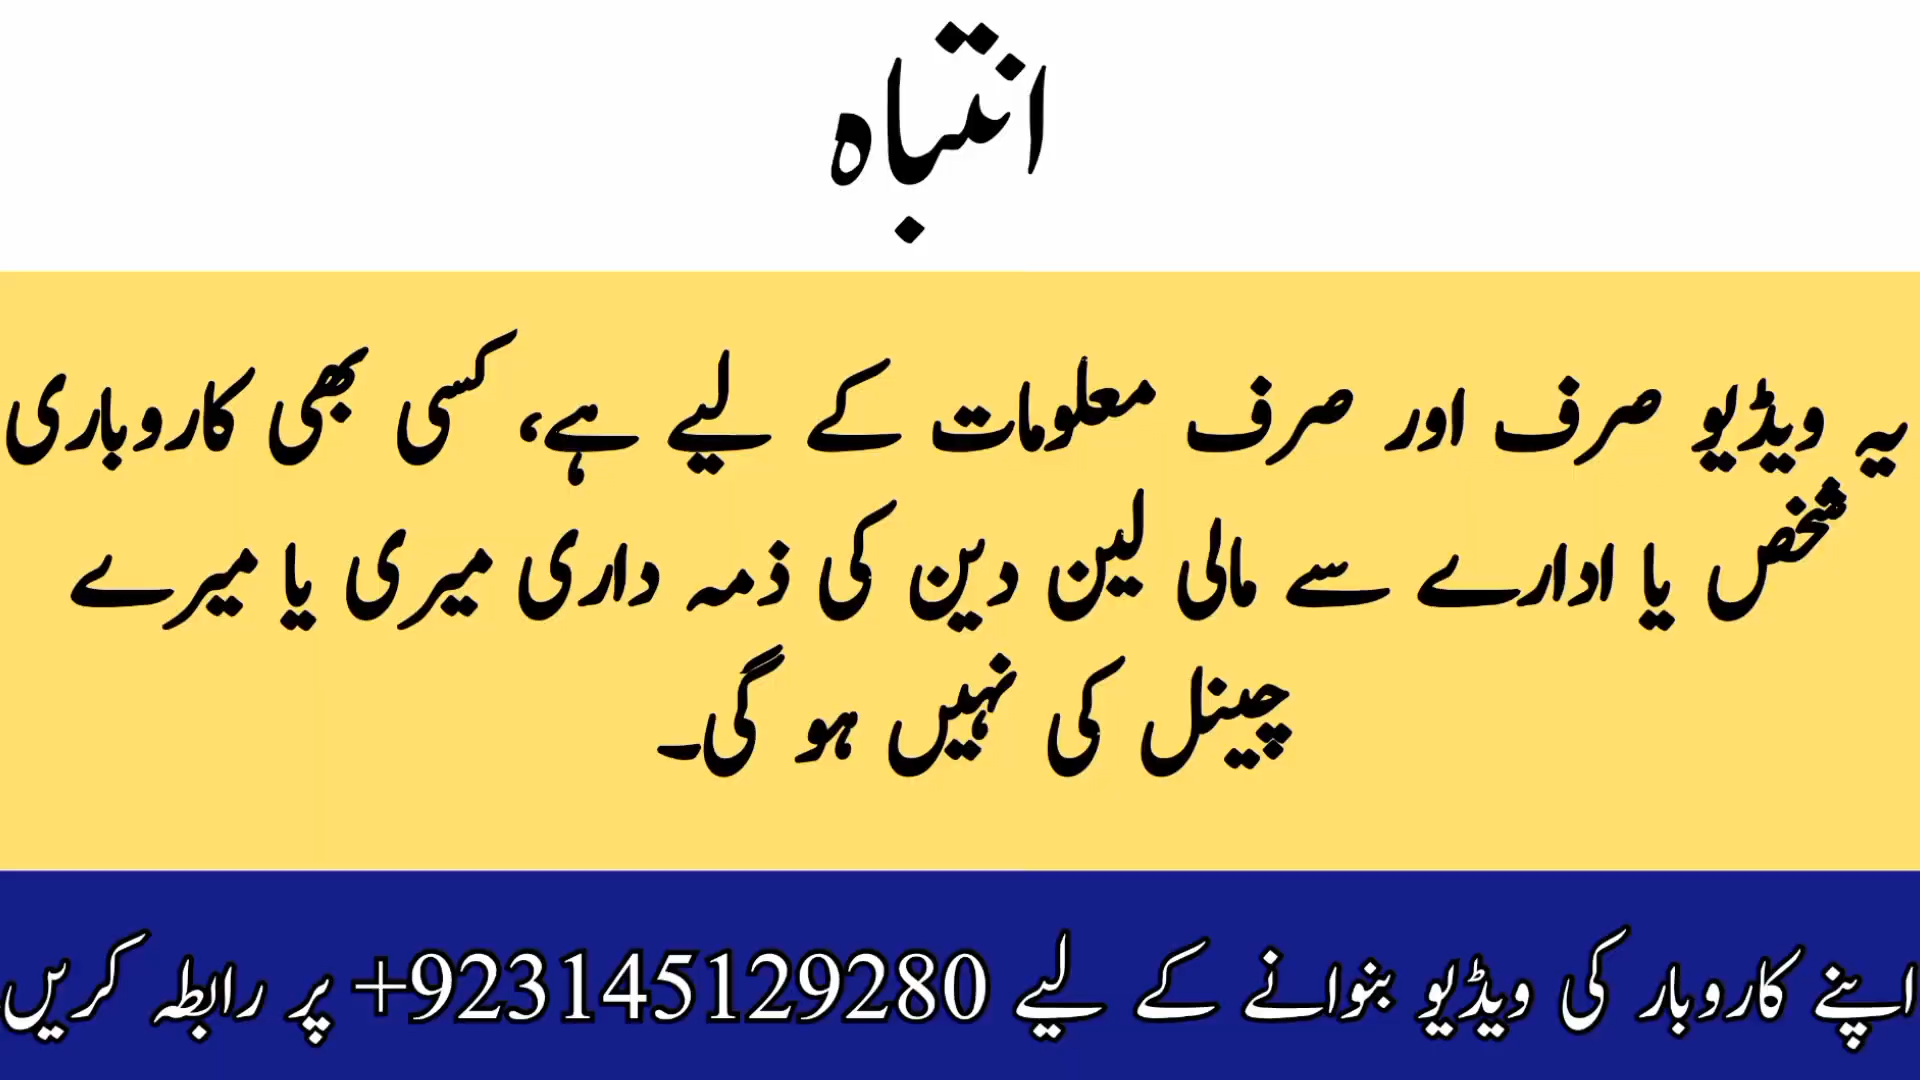 انتباہ
یہ ویڈیو صرف اور صرف معلومات کے لیے ہے، کسی بھی کاروباری
شخص یا ادارے سے مالی لین دین کی ذمہ داری میری یا میرے
چینل کی نہیں ہو گی۔
اپنے کاروبار کی ویڈیو بنوانے کے لیے 923145129280+ پر رابطہ کریں